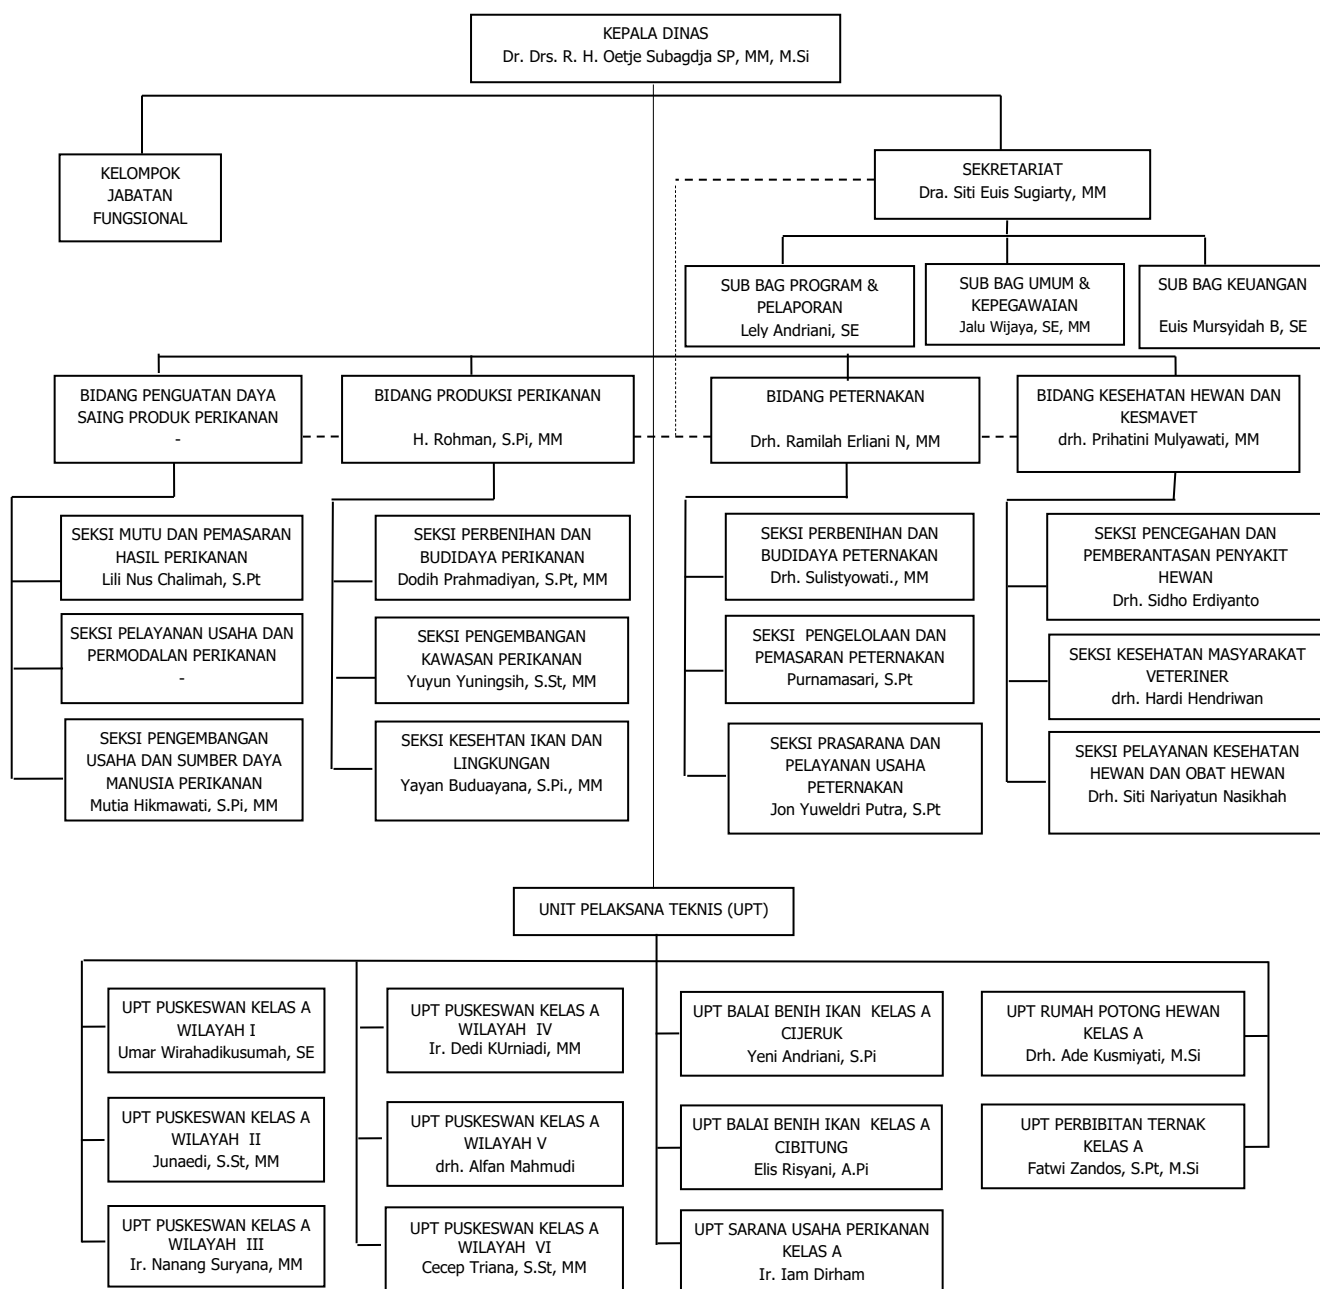 KEPALA DINAS
Dr. Drs. R. H. Oetje Subagdja SP, MM, M.Si
KELOMPOK
JABATAN
FUNGSIONAL
SEKRETARIAT
Dra. Siti Euis Sugiarty, MM
SUB BAG PROGRAM &
PELAPORAN
Lely Andriani, SE
SUB BAG UMUM &
KEPEGAWAIAN
Jalu Wijaya, SE, MM
SUB BAG KEUANGAN
Euis Mursyidah B, SE
BIDANG PENGUATAN DAYA
SAING PRODUK PERIKANAN
-
BIDANG PRODUKSI PERIKANAN
H. Rohman, S.Pi, MM
BIDANG PETERNAKAN
Drh. Ramilah Erliani N, MM
BIDANG KESEHATAN HEWAN DAN
KESMAVET
drh. Prihatini Mulyawati, MM
SEKSI MUTU DAN PEMASARAN
HASIL PERIKANAN
Lili Nus Chalimah, S.Pt
SEKSI PELAYANAN USAHA DAN
PERMODALAN PERIKANAN
-
SEKSI PENGEMBANGAN
USAHA DAN SUMBER DAYA
MANUSIA PERIKANAN
Mutia Hikmawati, S.Pi, MM
SEKSI PERBENIHAN DAN
BUDIDAYA PERIKANAN
Dodih Prahmadiyan, S.Pt, MM
SEKSI PENGEMBANGAN
KAWASAN PERIKANAN
Yuyun Yuningsih, S.St, MM
SEKSI KESEHTAN IKAN DAN
LINGKUNGAN
Yayan Buduayana, S.Pi., MM
SEKSI PERBENIHAN DAN
BUDIDAYA PETERNAKAN
Drh. Sulistyowati., MM
SEKSI PENGELOLAAN DAN
PEMASARAN PETERNAKAN
Purnamasari, S.Pt
SEKSI PRASARANA DAN
PELAYANAN USAHA
PETERNAKAN
Jon Yuweldri Putra, S.Pt
SEKSI PENCEGAHAN DAN
PEMBERANTASAN PENYAKIT
HEWAN
Drh. Sidho Erdiyanto
SEKSI KESEHATAN MASYARAKAT
VETERINER
drh. Hardi Hendriwan
SEKSI PELAYANAN KESEHATAN
HEWAN DAN OBAT HEWAN
Drh. Siti Nariyatun Nasikhah
UNIT PELAKSANA TEKNIS (UPT)
UPT PUSKESWAN KELAS A
WILAYAH I
Umar Wirahadikusumah, SE
UPT PUSKESWAN KELAS A
WILAYAH II
Junaedi, S.St, MM
UPT PUSKESWAN KELAS A
WILAYAH III
Ir. Nanang Suryana, MM
UPT PUSKESWAN KELAS A
WILAYAH IV
Ir. Dedi KUrniadi, MM
UPT PUSKESWAN KELAS A
WILAYAH V
drh. Alfan Mahmudi
UPT PUSKESWAN KELAS A
WILAYAH VI
Cecep Triana, S.St, MM
UPT BALAI BENIH IKAN KELAS A
CIJERUK
Yeni Andriani, S.Pi
UPT BALAI BENIH IKAN KELAS A
CIBITUNG
Elis Risyani, A.Pi
UPT SARANA USAHA PERIKANAN
KELAS A
Ir. Iam Dirham
UPT RUMAH POTONG HEWAN
KELAS A
Drh. Ade Kusmiyati, M.Si
UPT PERBIBITAN TERNAK
KELAS A
Fatwi Zandos, S.Pt, M.Si